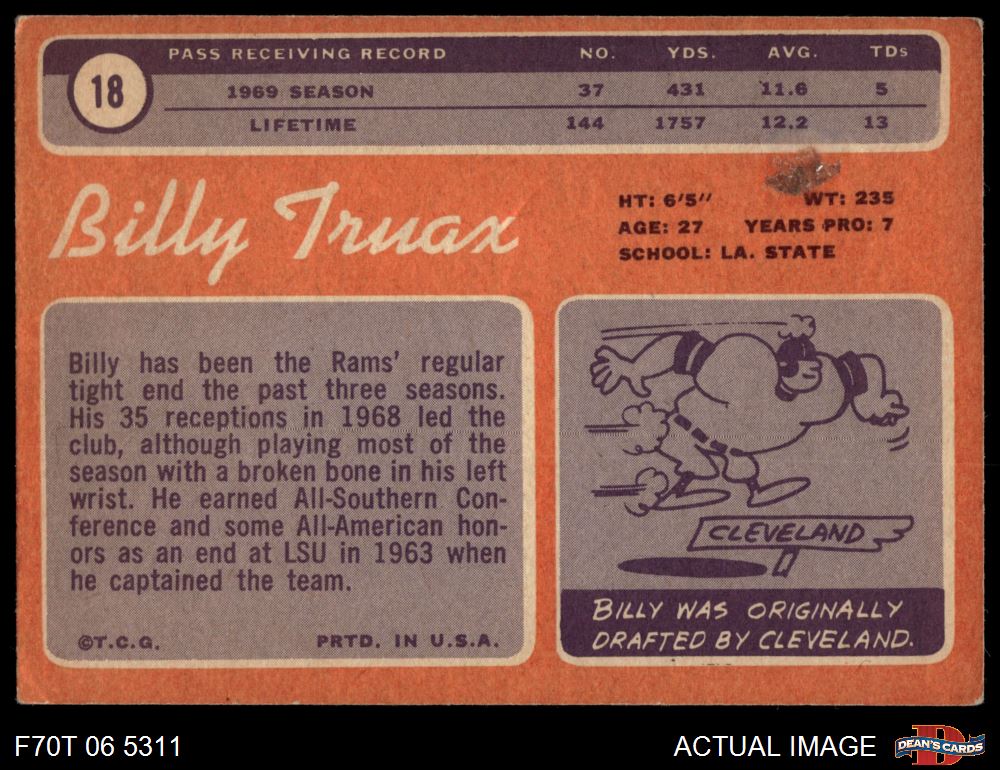 18
PASS RECEIVING RECORD NO. YDS. AVG. TDs
1969 SEASON 37 431 11.6 5
LIFETIME 144 1757 12.2 13
Billy Truax
HT: 6'5" WT: 235
AGE: 27 YEARS PRO: 7
SCHOOL: LA. STATE
Billy has been the Rams' regular
tight end the past three seasons.
His 35 receptions in 1968 led the
club, although playing most of the
season with a broken bone in his left
wrist. He earned All-Southern Con-
ference and some All-American hon-
ors as an end at LSU in 1963 when
he captained the team.
©T.C.G. PRTD. IN U.S.A.
CLEVELAND
BILLY WAS ORIGINALLY
DRAFTED BY CLEVELAND.
F70T 06 5311
ACTUAL IMAGE
D
DEAN'S CARDS